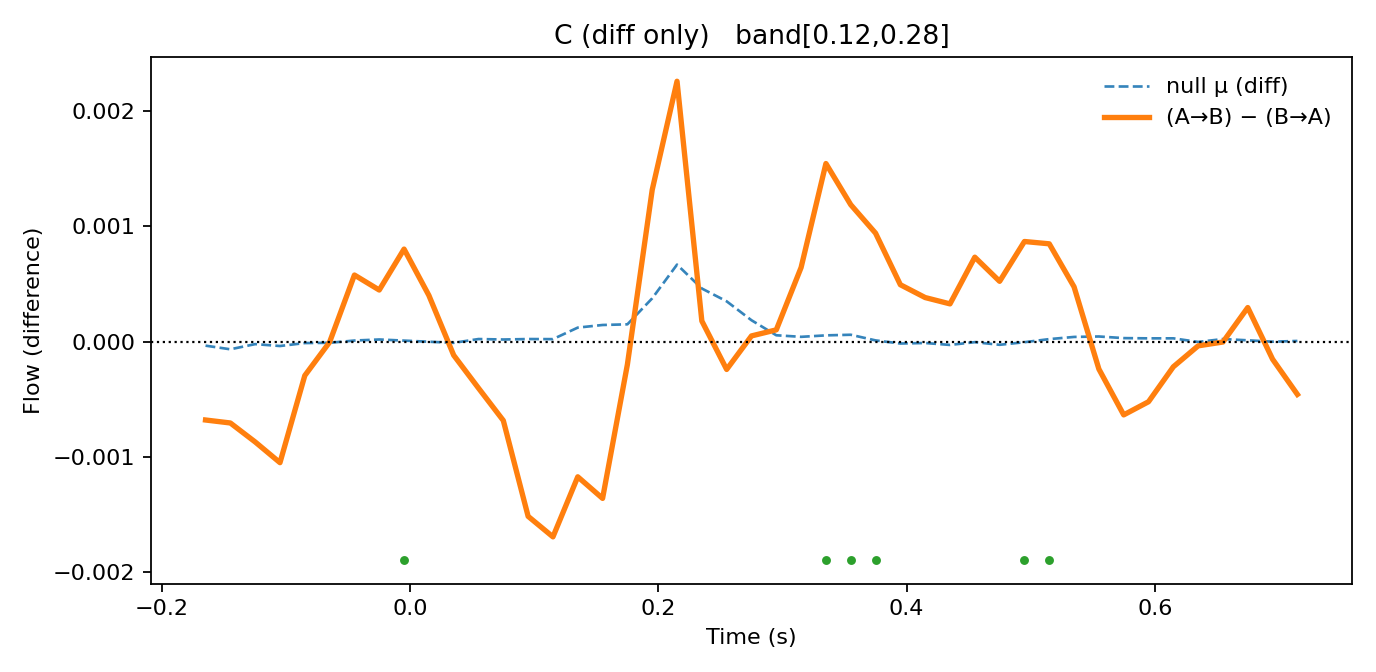 C (diff only)   band[0.12,0.28]
null μ (diff)
(A→B) − (B→A)
Flow (difference)
0.002
0.001
0.000
−0.001
−0.002
−0.2
0.0
0.2
0.4
0.6
Time (s)